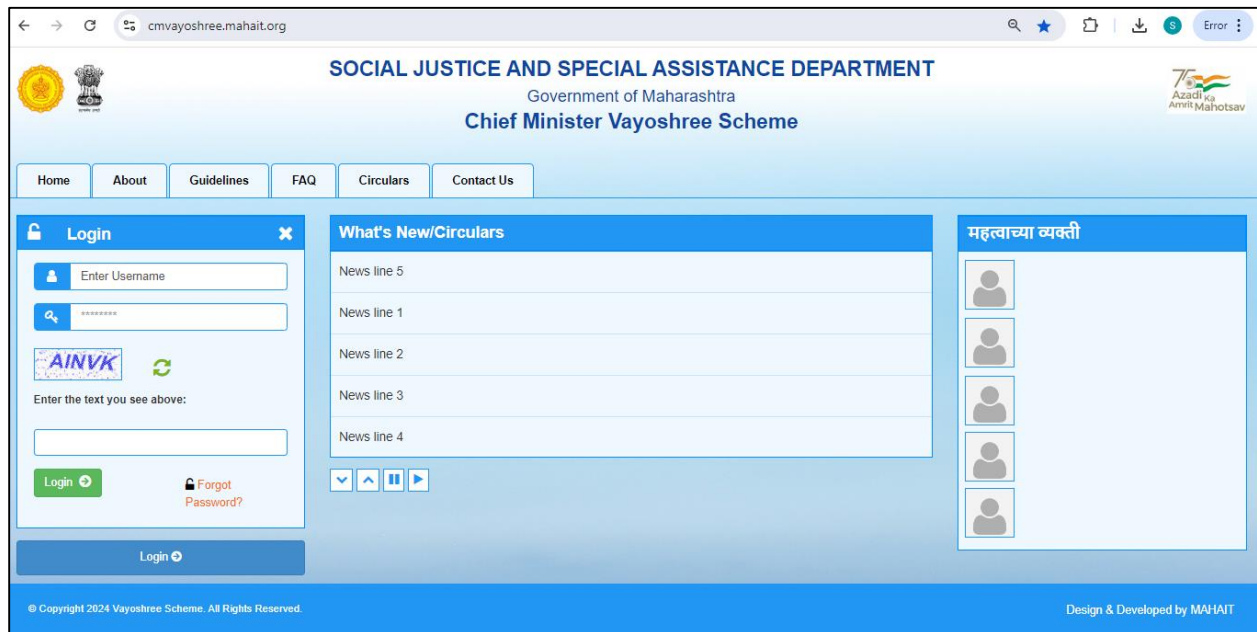 cmvayoshree.mahait.org
S
Error
SOCIAL JUSTICE AND SPECIAL ASSISTANCE DEPARTMENT
Government of Maharashtra
Chief Minister Vayoshree Scheme
75
Azadi Ka
Amrit Mahotsav
Home
About
Guidelines
FAQ
Circulars
Contact Us
Login
Enter Username
********
AINVK
Enter the text you see above:
Login
Forgot
Password?
Login
What's New/Circulars
News line 5
News line 1
News line 2
News line 3
News line 4
महत्वाच्या व्यक्ती
© Copyright 2024 Vayoshree Scheme. All Rights Reserved.
Design & Developed by MAHAIT